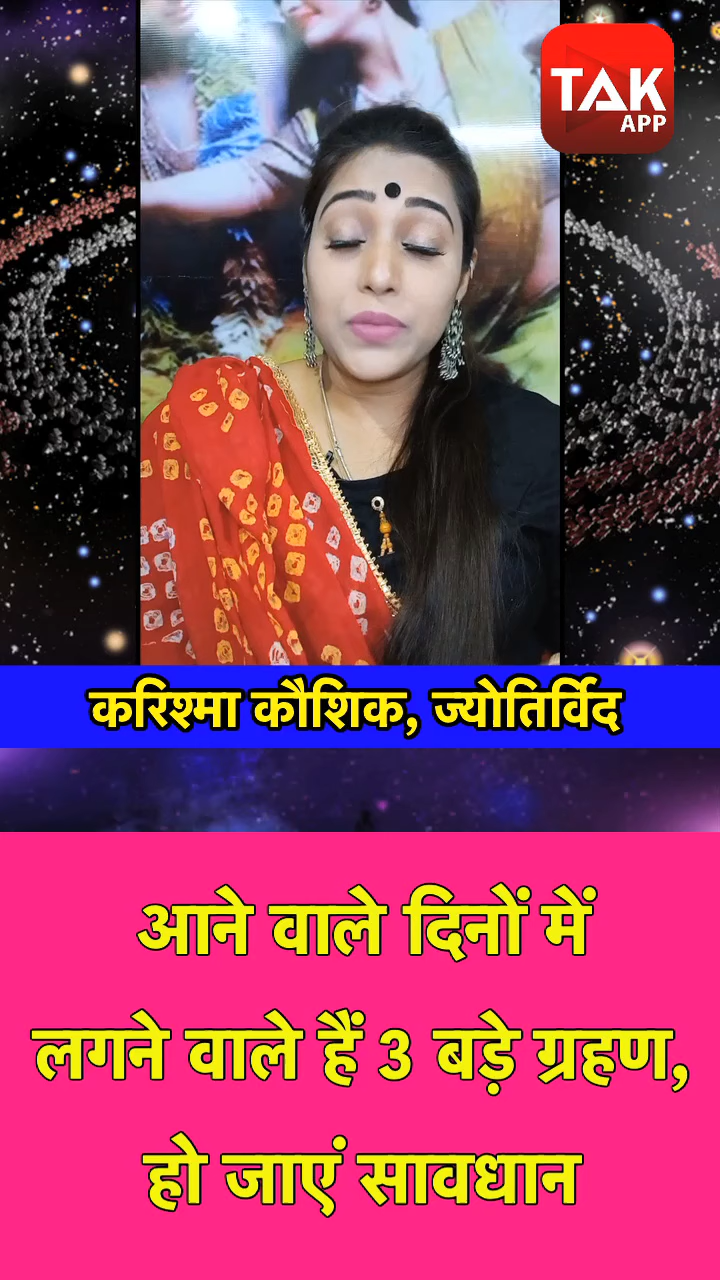 TAK
APP
करिश्मा कौशिक, ज्योतिर्विद
आने वाले दिनों में
लगने वाले हैं 3 बड़े ग्रहण,
हो जाएं सावधान